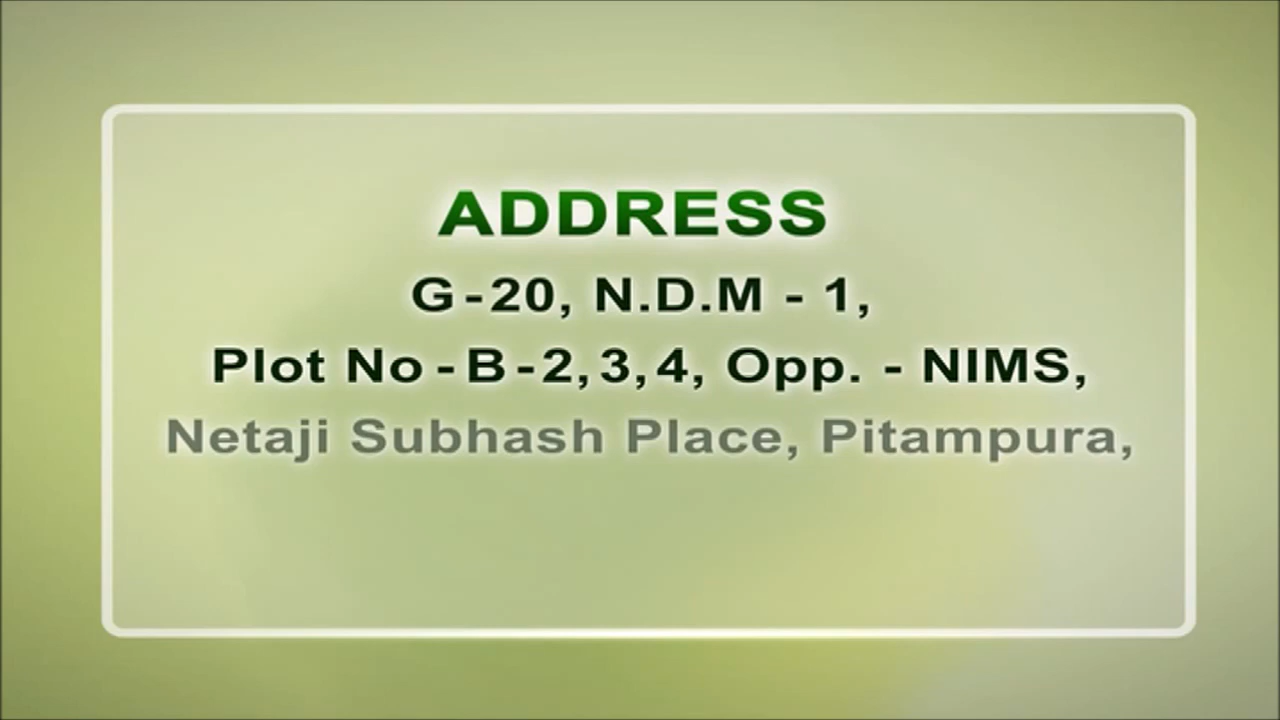 ADDRESS
G-20, N.D.M - 1,
Plot No-B-2,3,4, Opp. - NIMS,
Netaji Subhash Place, Pitampura,